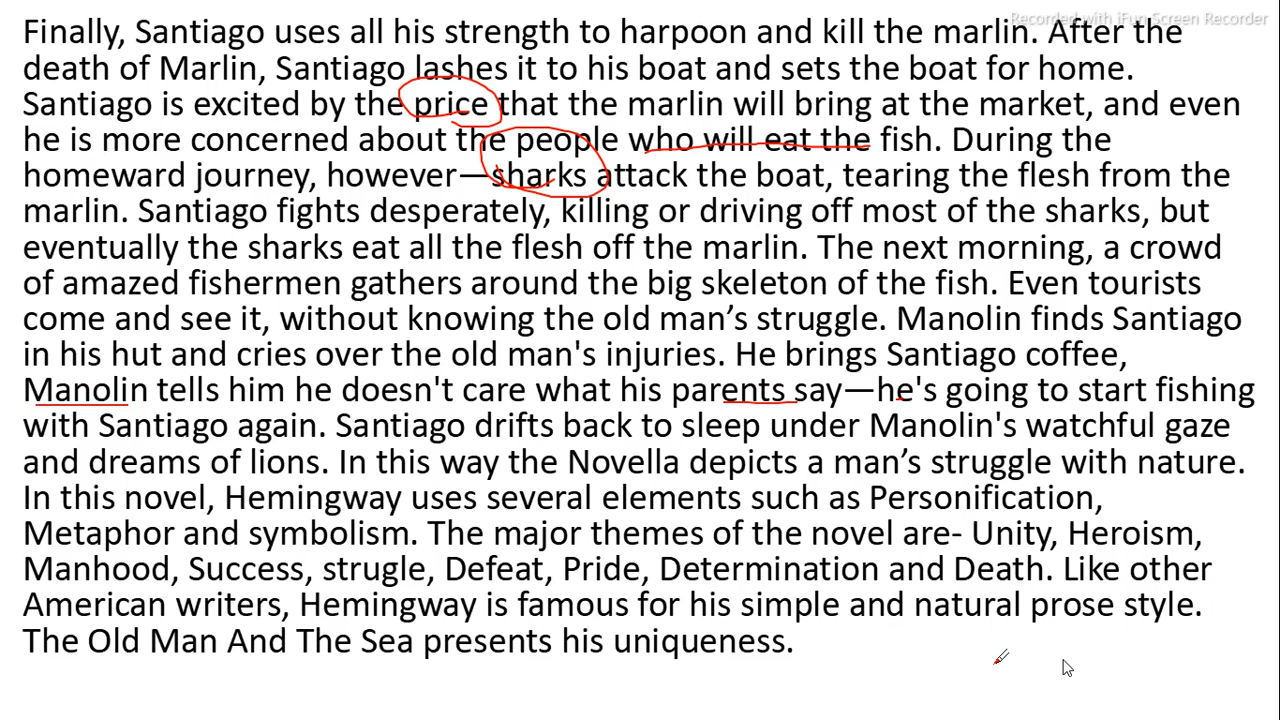 Recorded with iFun Screen Recorder
Finally, Santiago uses all his strength to harpoon and kill the marlin. After the
death of Marlin, Santiago lashes it to his boat and sets the boat for home.
Santiago is excited by the price that the marlin will bring at the market, and even
he is more concerned about the people who will eat the fish. During the
homeward journey, however—sharks attack the boat, tearing the flesh from the
marlin. Santiago fights desperately, killing or driving off most of the sharks, but
eventually the sharks eat all the flesh off the marlin. The next morning, a crowd
of amazed fishermen gathers around the big skeleton of the fish. Even tourists
come and see it, without knowing the old man’s struggle. Manolin finds Santiago
in his hut and cries over the old man's injuries. He brings Santiago coffee,
Manolin tells him he doesn't care what his parents say—he's going to start fishing
with Santiago again. Santiago drifts back to sleep under Manolin's watchful gaze
and dreams of lions. In this way the Novella depicts a man’s struggle with nature.
In this novel, Hemingway uses several elements such as Personification,
Metaphor and symbolism. The major themes of the novel are- Unity, Heroism,
Manhood, Success, strugle, Defeat, Pride, Determination and Death. Like other
American writers, Hemingway is famous for his simple and natural prose style.
The Old Man And The Sea presents his uniqueness.